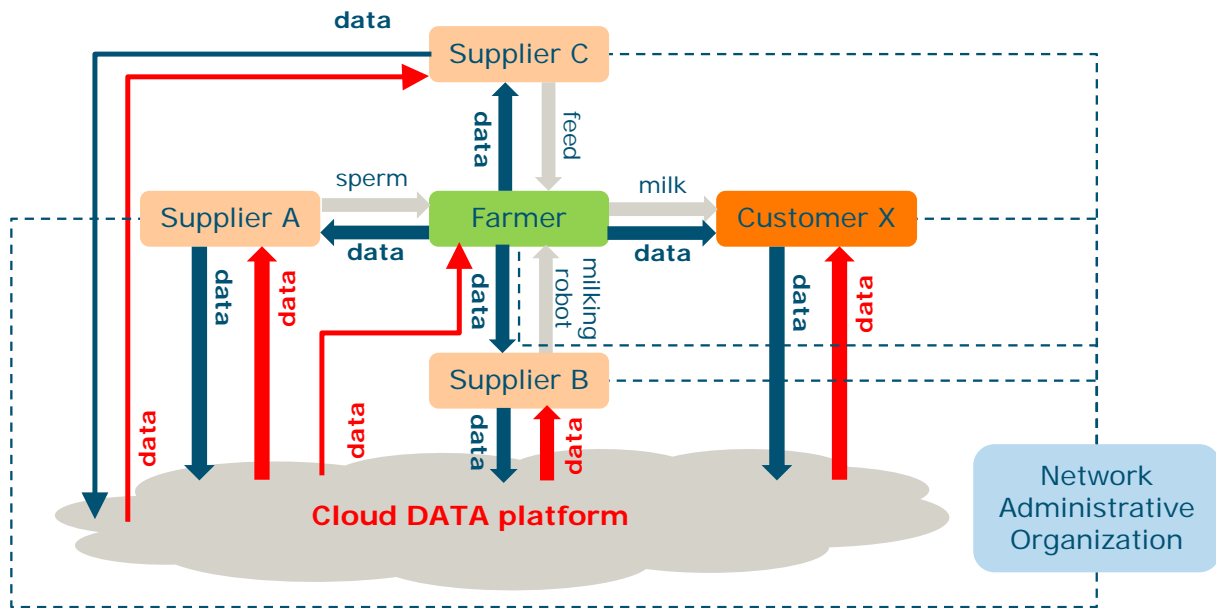 data
Supplier C
data
feed
sperm
milk
Supplier A
Farmer
Customer X
data
data
data
data
data
milking
robot
data
data
Supplier B
data
data
data
data
Cloud DATA platform
Network
Administrative
Organization